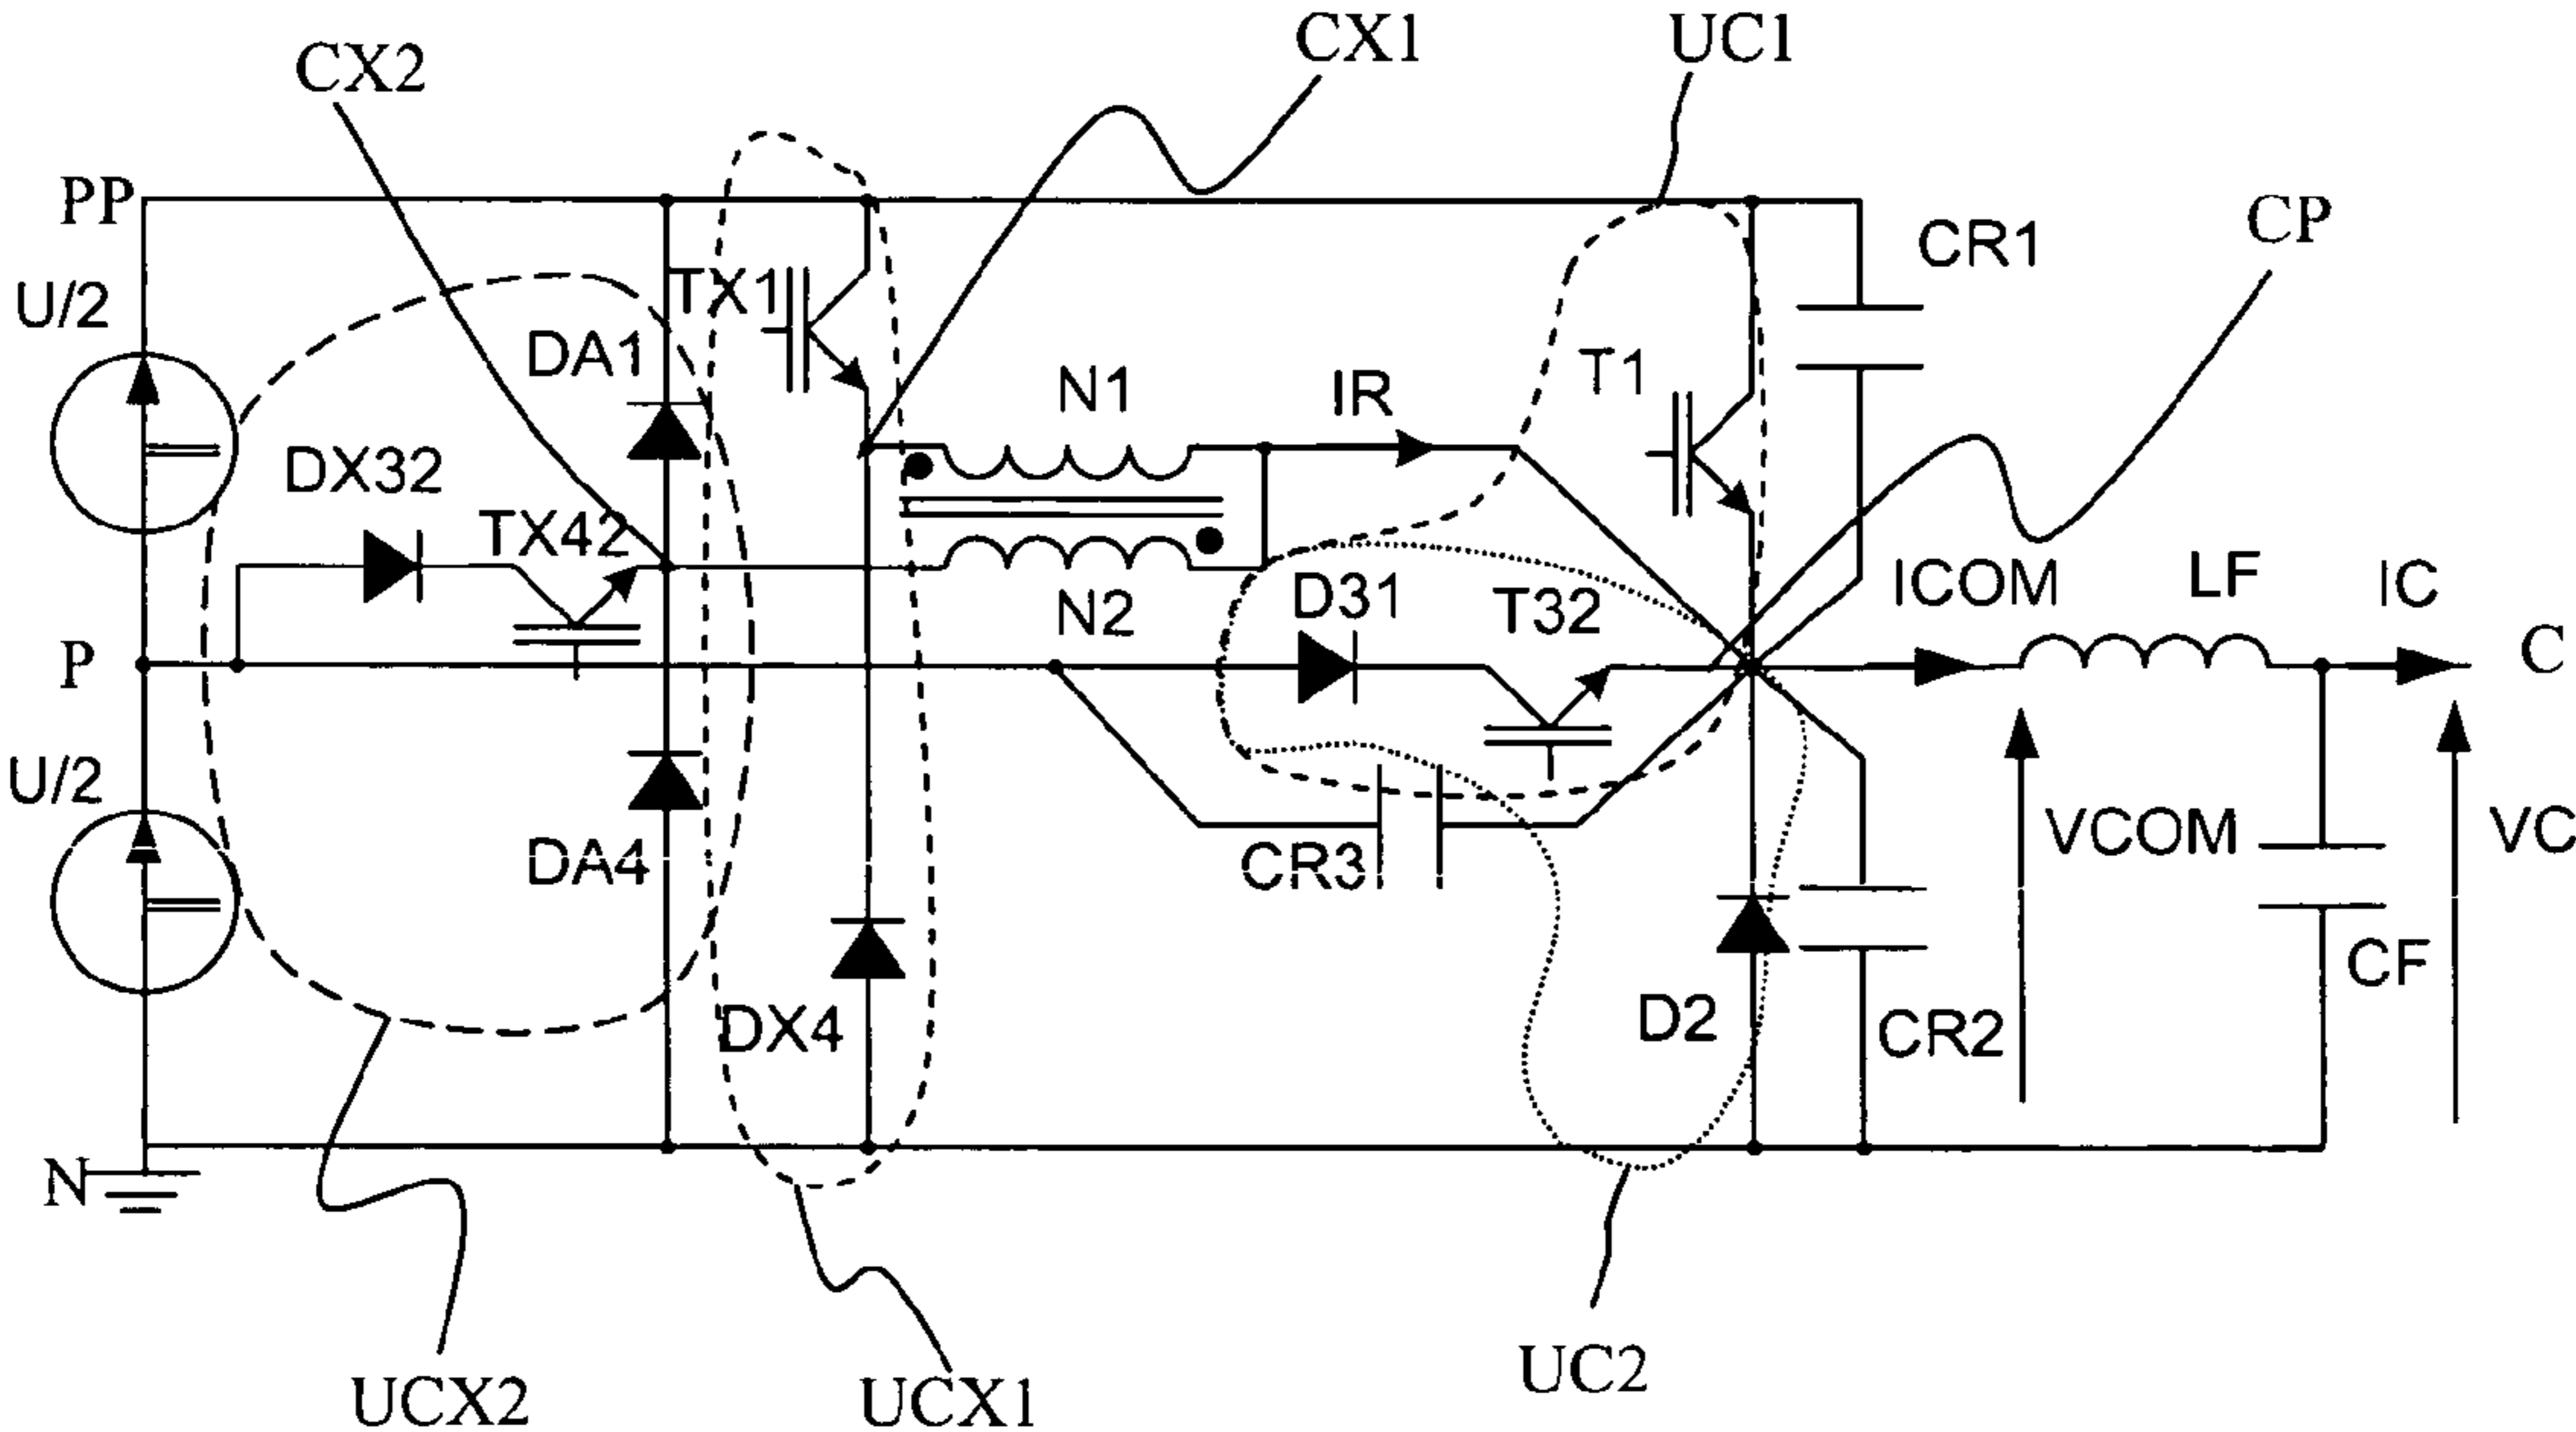 CX2
CX1
UC1
PP
CR1
CP
U/2
TX1
DA1
T1
N1
IR
DX32
TX42
D31
T32
ICOM
LF
IC
C
N2
P
U/2
VCOM
VC
DA4
CR3
CF
DX4
D2
CR2
N
UC2
UCX2
UCX1